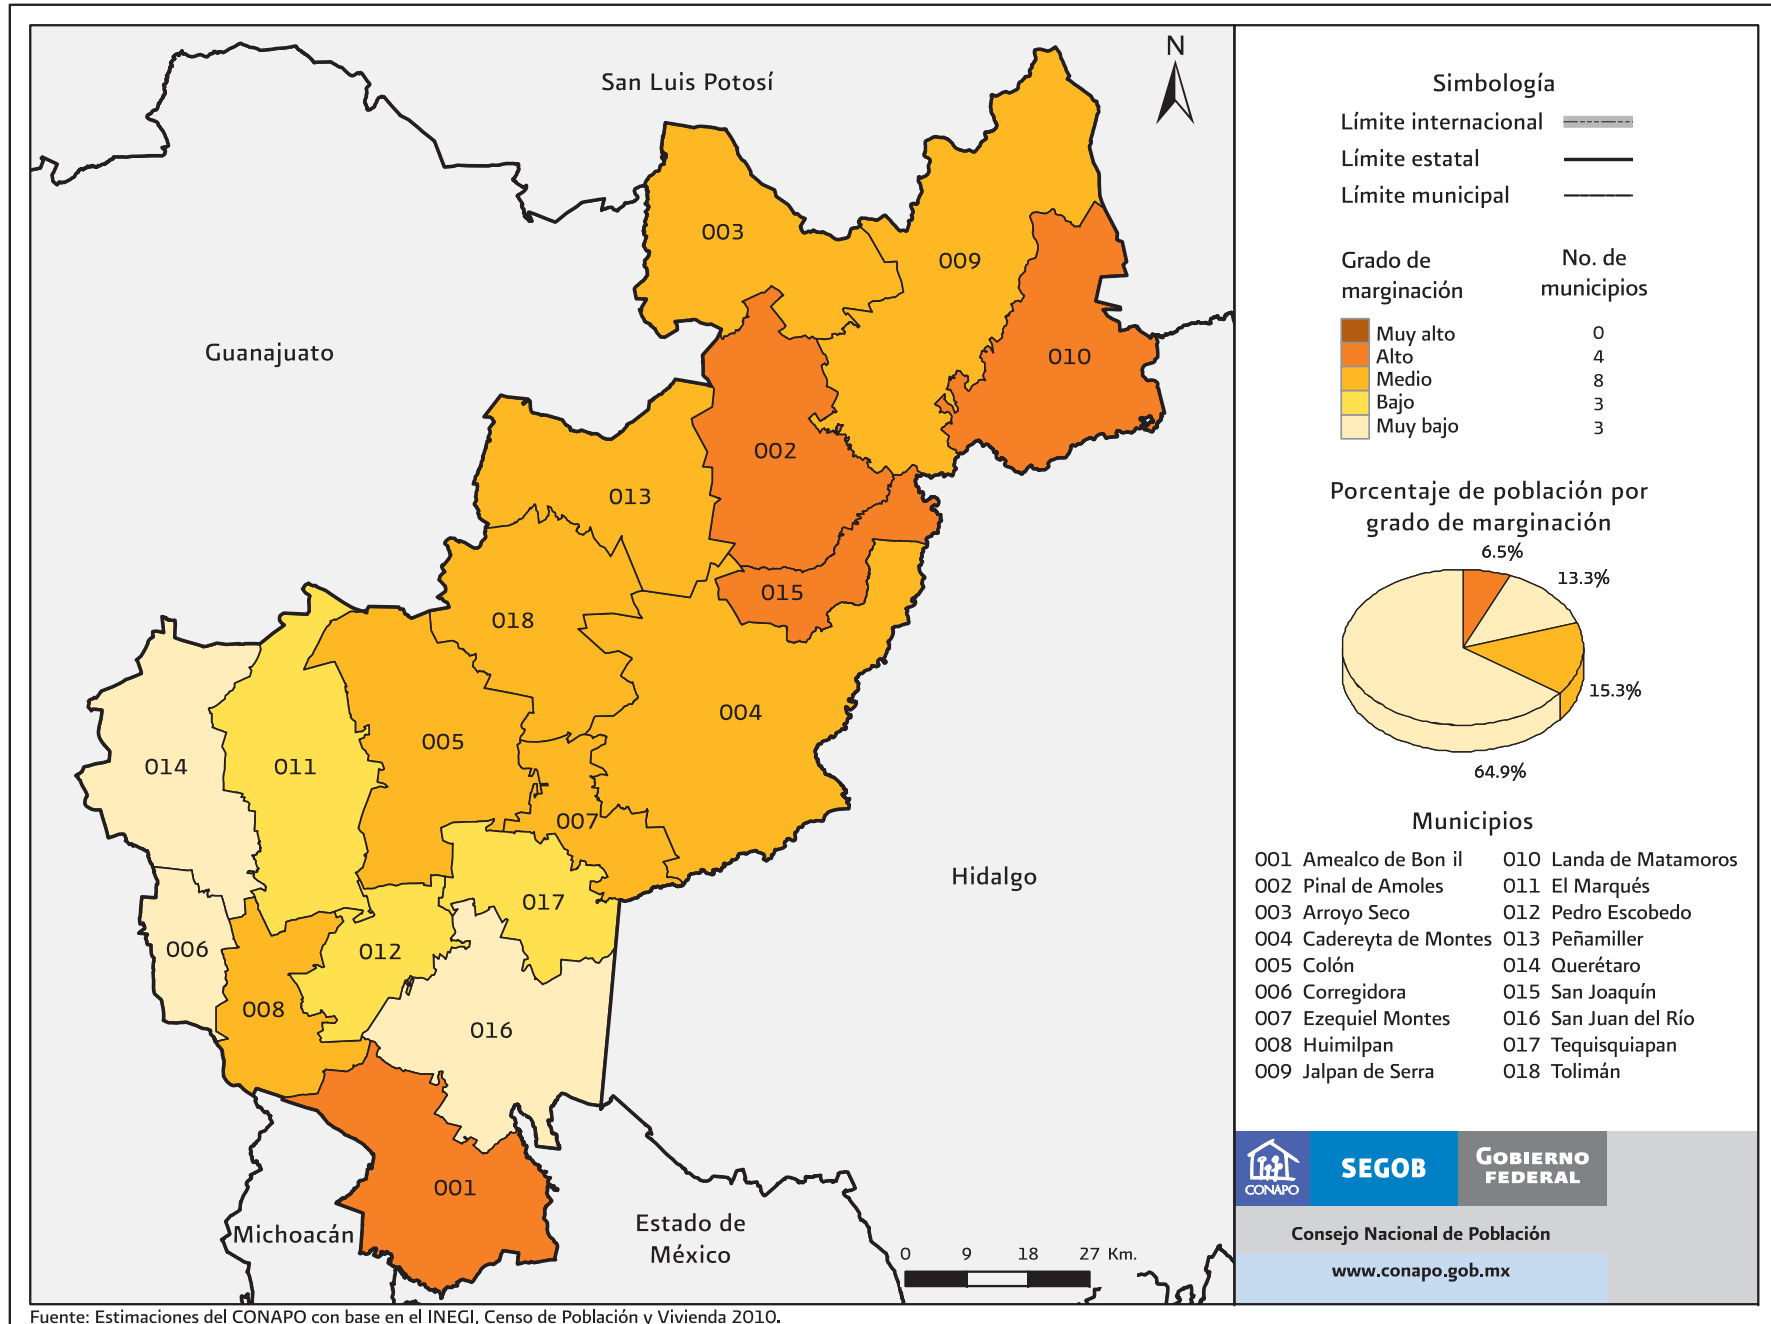 San Luis Potosí
N
003
009
Guanajuato
010
002
013
015
018
004
005
014
011
007
Hidalgo
017
006
012
008
016
001
Michoacán
Estado de
México
0 9 18 27 Km.
Simbología
Límite internacional
Límite estatal
Límite municipal
Grado de marginación
No. de municipios
Muy alto 0
Alto 4
Medio 8
Bajo 3
Muy bajo 3
Porcentaje de población por
grado de marginación
6.5%
13.3%
15.3%
64.9%
Municipios
001 Amealco de Bon il
002 Pinal de Amoles
003 Arroyo Seco
004 Cadereyta de Montes
005 Colón
006 Corregidora
007 Ezequiel Montes
008 Huimilpan
009 Jalpan de Serra
010 Landa de Matamoros
011 El Marqués
012 Pedro Escobedo
013 Peñamiller
014 Querétaro
015 San Joaquín
016 San Juan del Río
017 Tequisquiapan
018 Tolimán
CONAPO
SEGOB
GOBIERNO
FEDERAL
Consejo Nacional de Población
www.conapo.gob.mx
Fuente: Estimaciones del CONAPO con base en el INEGI, Censo de Población y Vivienda 2010.